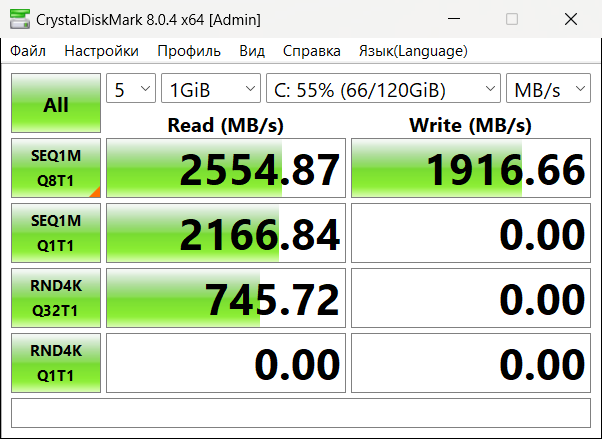 CrystalDiskMark 8.0.4 x64 [Admin]
Файл Настройки Профиль Вид Справка Язык(Language)
All 5 1GiB C: 55% (66/120GiB) MB/s
Read (MB/s) Write (MB/s)
SEQ1M Q8T1 2554.87 1916.66
SEQ1M Q1T1 2166.84 0.00
RND4K Q32T1 745.72 0.00
RND4K Q1T1 0.00 0.00